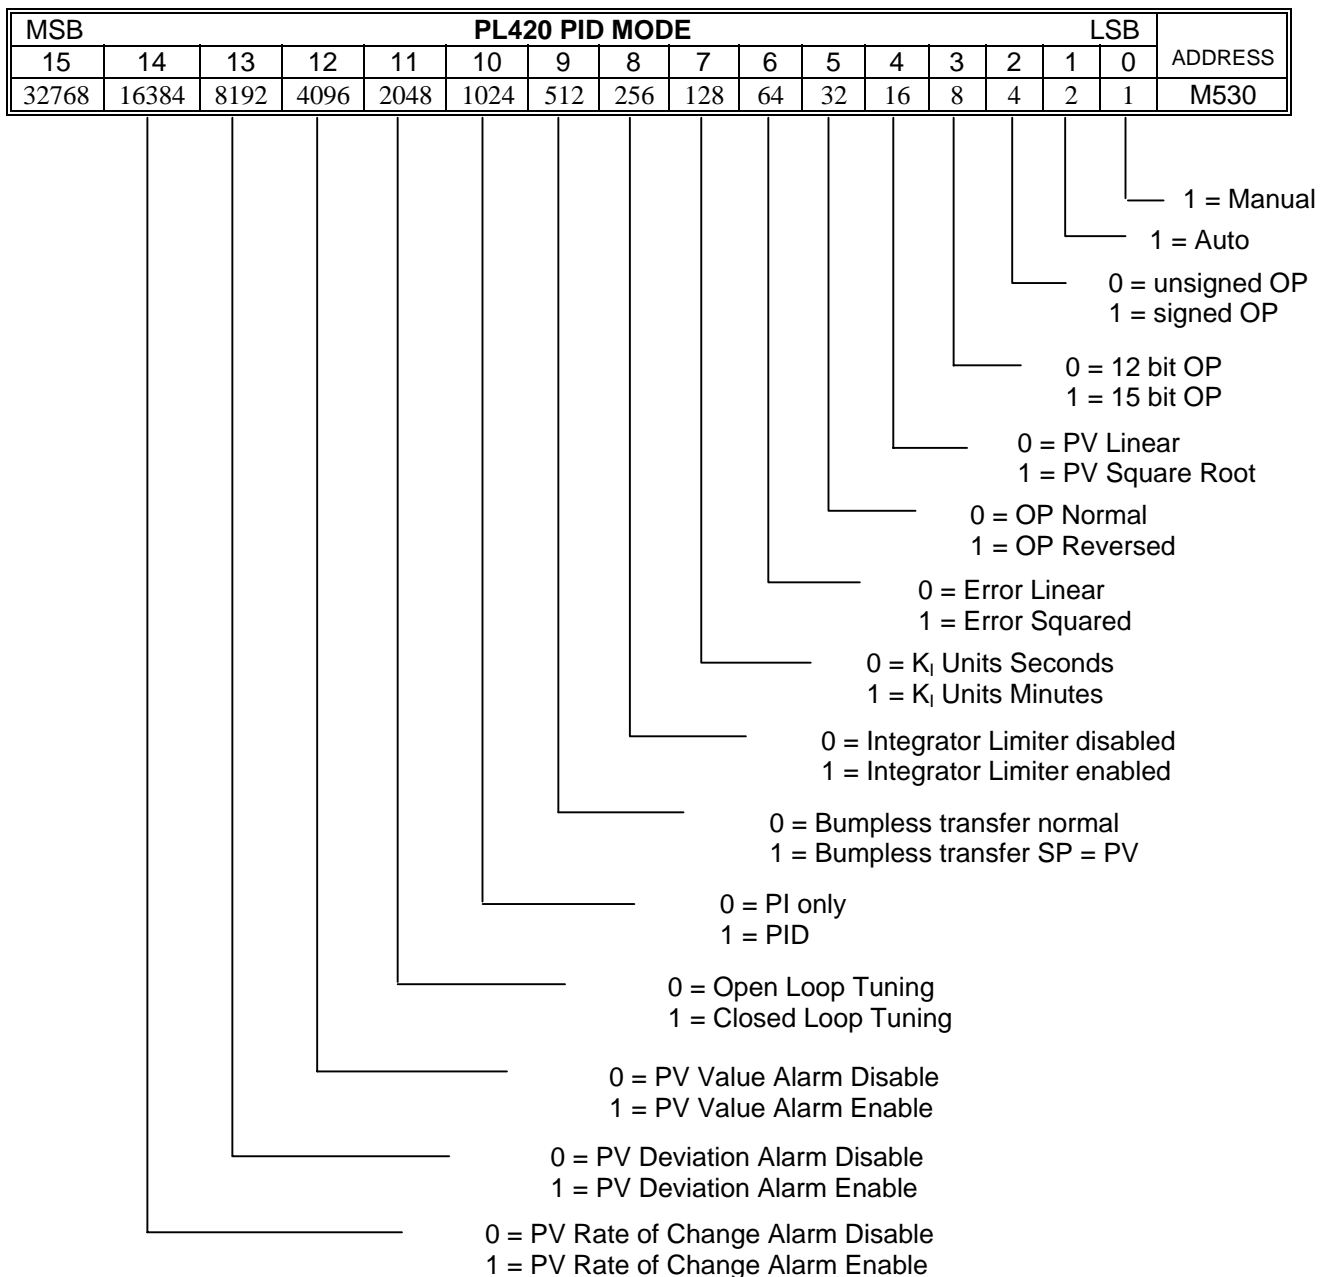 MSB PL420 PID MODE LSB
15 14 13 12 11 10 9 8 7 6 5 4 3 2 1 0 ADDRESS
32768 16384 8192 4096 2048 1024 512 256 128 64 32 16 8 4 2 1 M530
1 = Manual
1 = Auto
0 = unsigned OP
1 = signed OP
0 = 12 bit OP
1 = 15 bit OP
0 = PV Linear
1 = PV Square Root
0 = OP Normal
1 = OP Reversed
0 = Error Linear
1 = Error Squared
0 = KI Units Seconds
1 = KI Units Minutes
0 = Integrator Limiter disabled
1 = Integrator Limiter enabled
0 = Bumpless transfer normal
1 = Bumpless transfer SP = PV
0 = PI only
1 = PID
0 = Open Loop Tuning
1 = Closed Loop Tuning
0 = PV Value Alarm Disable
1 = PV Value Alarm Enable
0 = PV Deviation Alarm Disable
1 = PV Deviation Alarm Enable
0 = PV Rate of Change Alarm Disable
1 = PV Rate of Change Alarm Enable